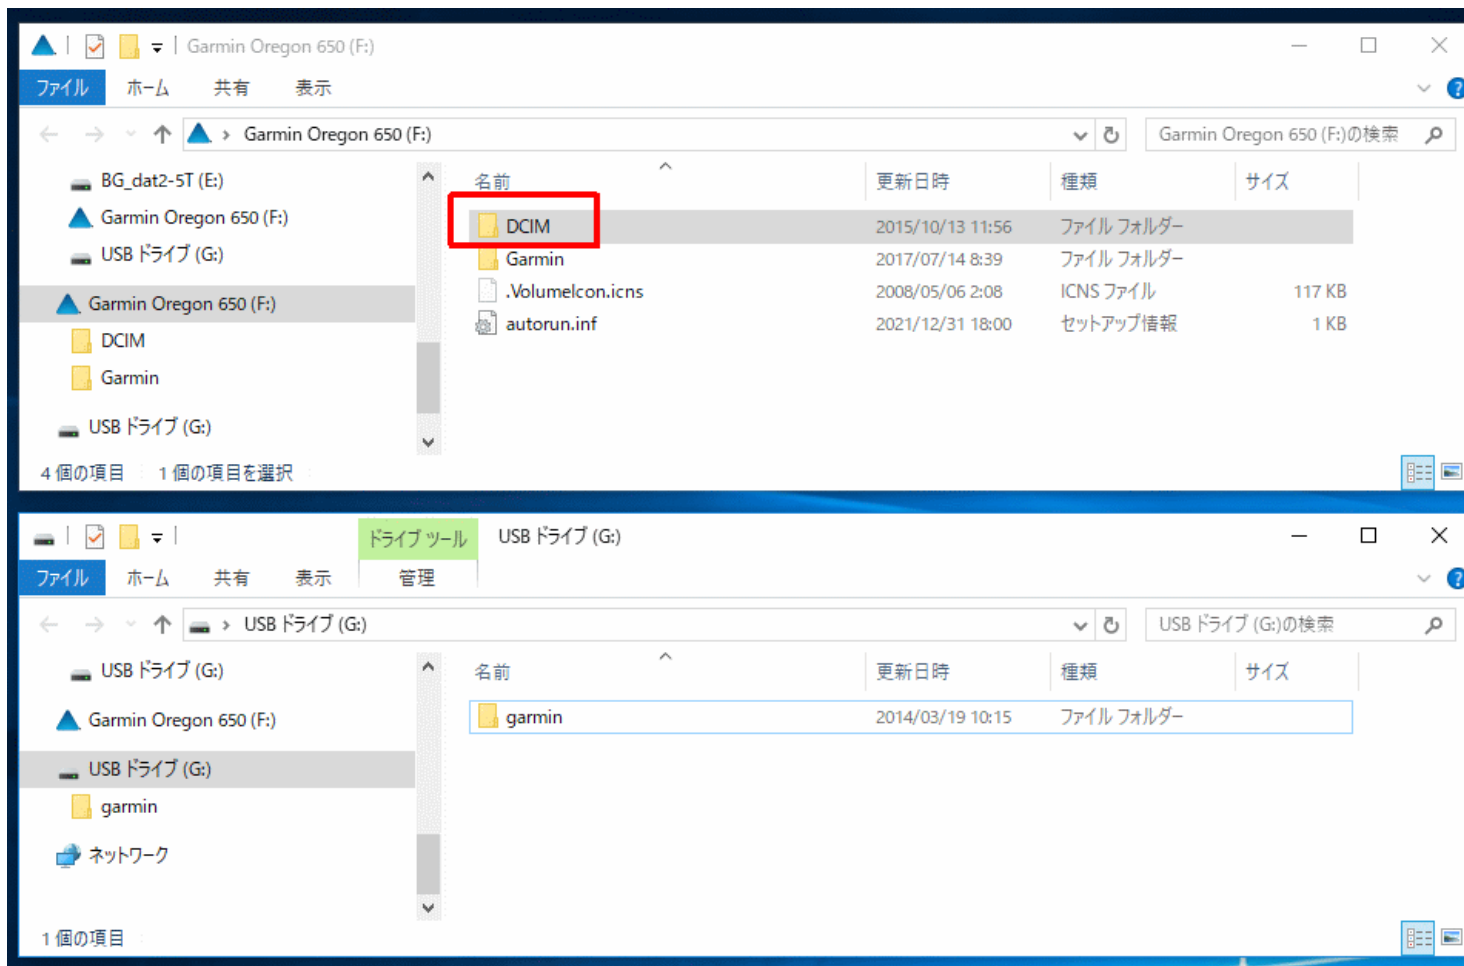 Garmin Oregon 650 (F:)
ファイル ホーム 共有 表示
Garmin Oregon 650 (F:) Garmin Oregon 650 (F:)の検索
BG_dat2-5T (E:)
Garmin Oregon 650 (F:)
USB ドライブ (G:)
Garmin Oregon 650 (F:)
DCIM
Garmin
USB ドライブ (G:)
名前 更新日時 種類 サイズ
DCIM 2015/10/13 11:56 ファイル フォルダー
Garmin 2017/07/14 8:39 ファイル フォルダー
.VolumeIcon.icns 2008/05/06 2:08 ICNS ファイル 117 KB
autorun.inf 2021/12/31 18:00 セットアップ情報 1 KB
4 個の項目 1 個の項目を選択
ドライブ ツール USB ドライブ (G:)
ファイル ホーム 共有 表示 管理
USB ドライブ (G:) USB ドライブ (G:)の検索
USB ドライブ (G:)
Garmin Oregon 650 (F:)
USB ドライブ (G:)
garmin
ネットワーク
名前 更新日時 種類 サイズ
garmin 2014/03/19 10:15 ファイル フォルダー
1 個の項目